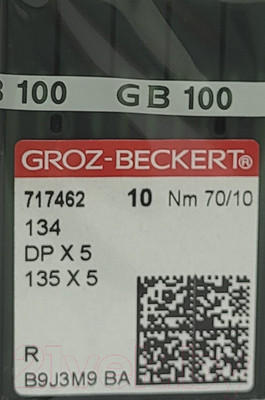 B 100 GB 100
GROZ-BECKERT®
717462 10 Nm 70/10
134
DP X 5
135 X 5
R
B9J3M9 BA